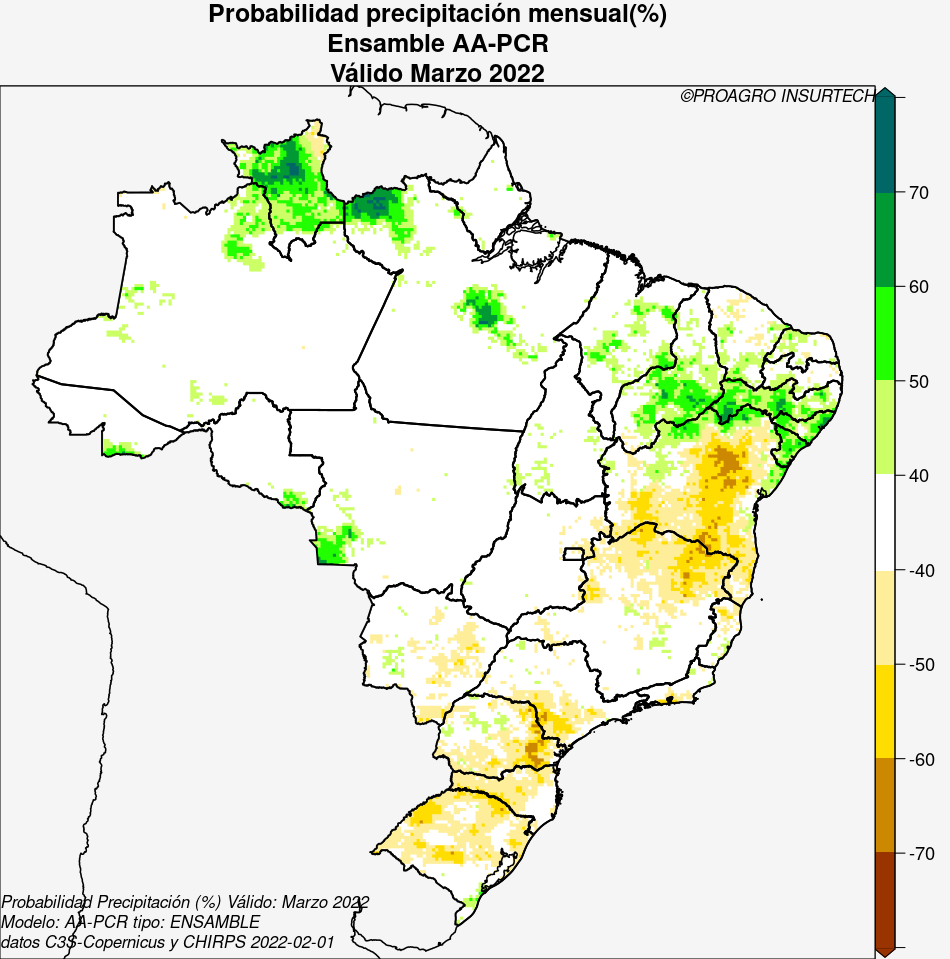 Probabilidad precipitación mensual(%)
Ensamble AA-PCR
Válido Marzo 2022
©PROAGRO INSURTECH
70
60
50
40
-40
-50
-60
-70
Probabilidad Precipitación (%) Válido: Marzo 2022
Modelo: AA-PCR tipo: ENSAMBLE
datos C3S-Copernicus y CHIRPS 2022-02-01